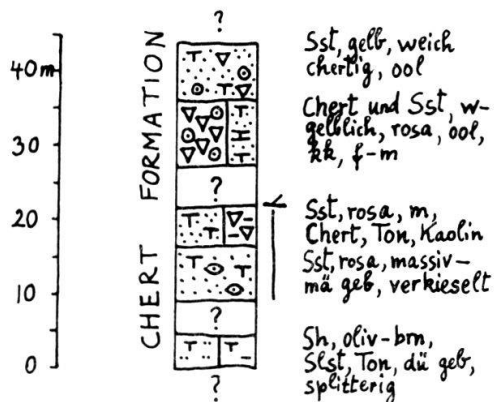 ?
40m
30
20
10
0
CHERT FORMATION
?
?
?
Sst, gelb, weich
chertig, ool
Chert und Sst, w-
gelblich, rosa, ool,
kk, f-m
Sst, rosa, m,
Chert, Ton, Kaolin
Sst, rosa, massiv-
mä geb, verkieselt
Sh, oliv-brn,
Slst, Ton, dü geb,
splitterig